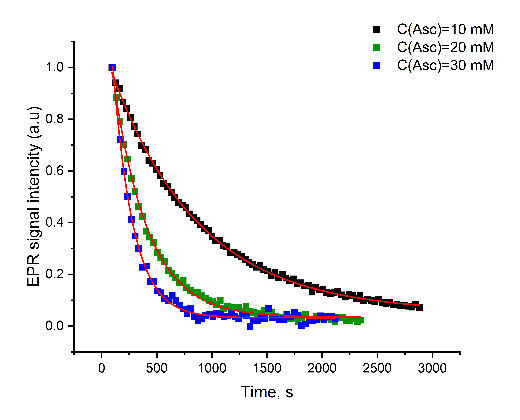 C(Asc)=10 mM
C(Asc)=20 mM
C(Asc)=30 mM
EPR signal intencity (a.u)
1.0
0.8
0.6
0.4
0.2
0.0
0 500 1000 1500 2000 2500 3000
Time, s